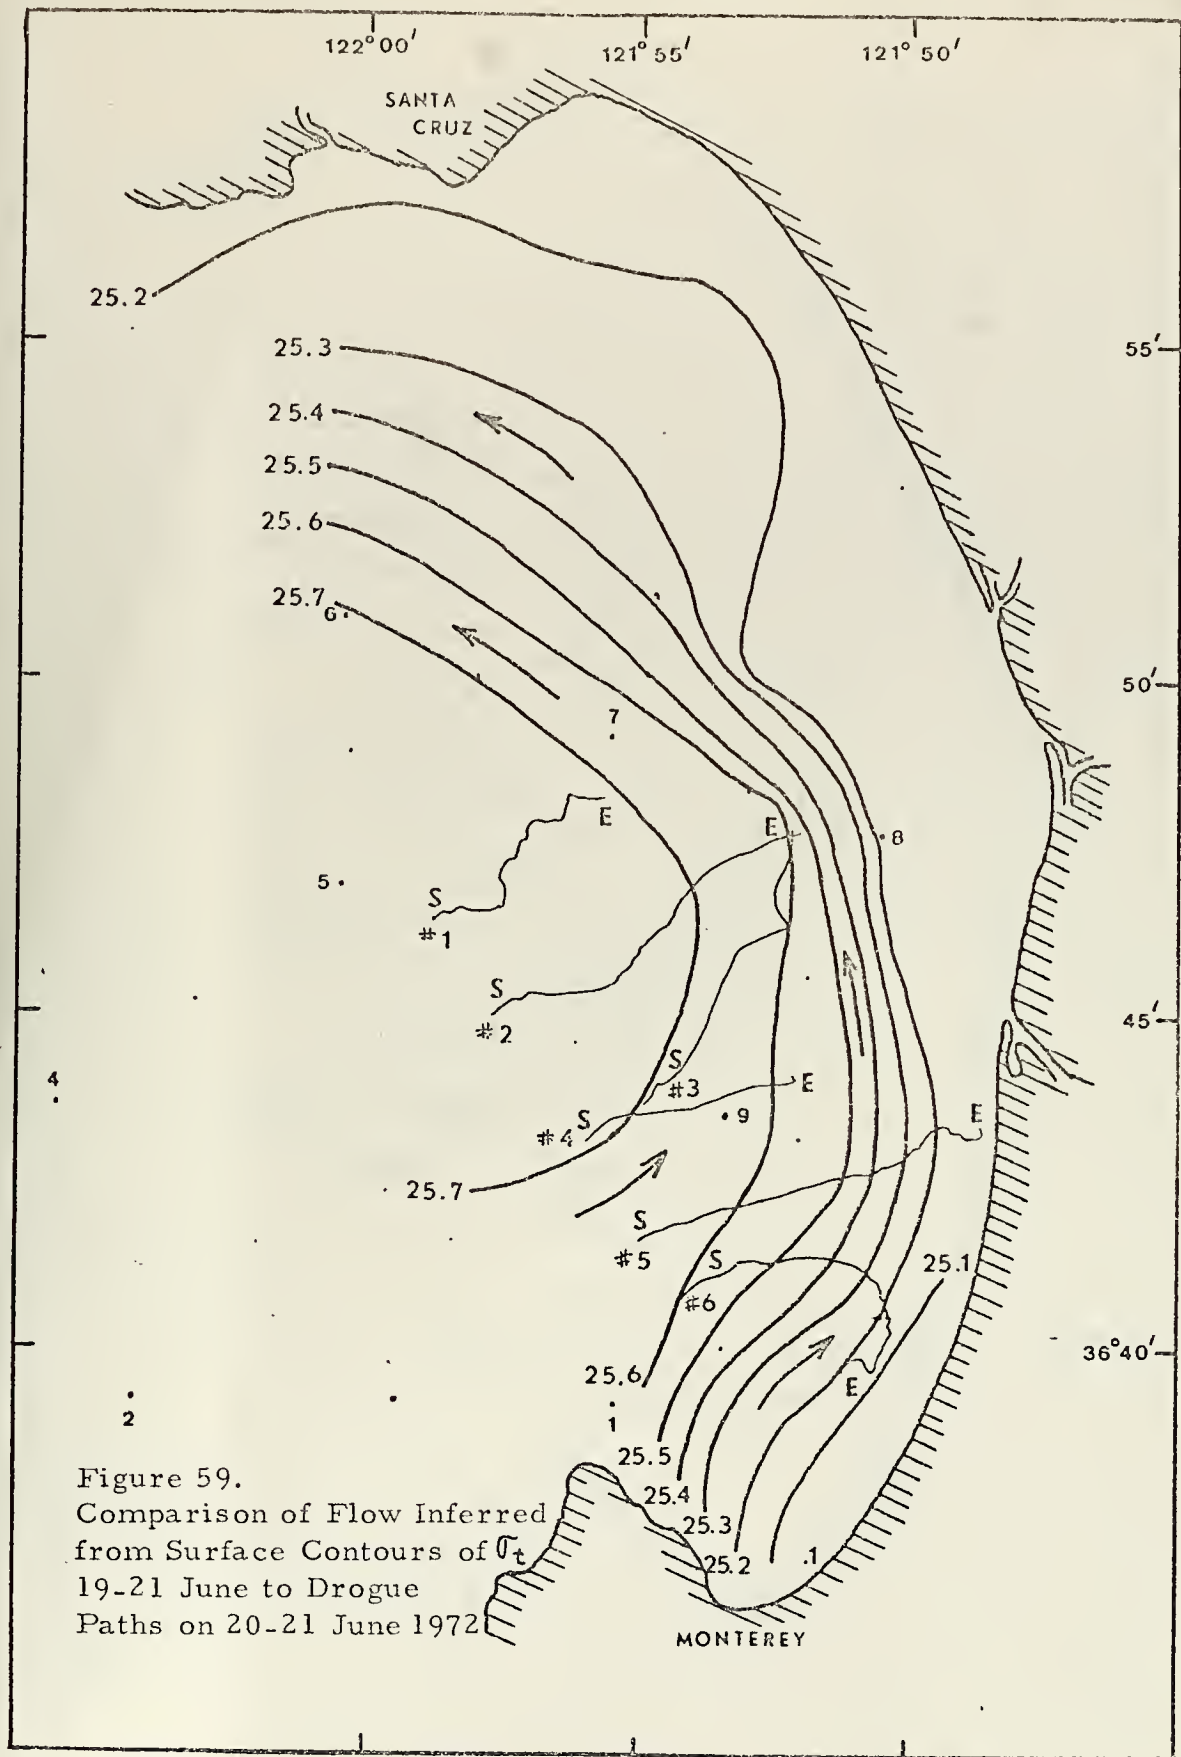 122°00′ 121°55′ 121°50′
SANTA
CRUZ
25.2
25.3
55′
25.4
25.5
25.6
25.7
6
50′
7
E
E
8
5
S
#1
S
#2
45′
S
#3
4
E
9
S
#4
E
25.7
S
#5
S
25.1
#6
36°40′
25.6
E
2
1
25.5
25.4
25.3
25.2
.1
Figure 59.
Comparison of Flow Inferred
from Surface Contours of σt
19-21 June to Drogue
Paths on 20-21 June 1972
MONTEREY